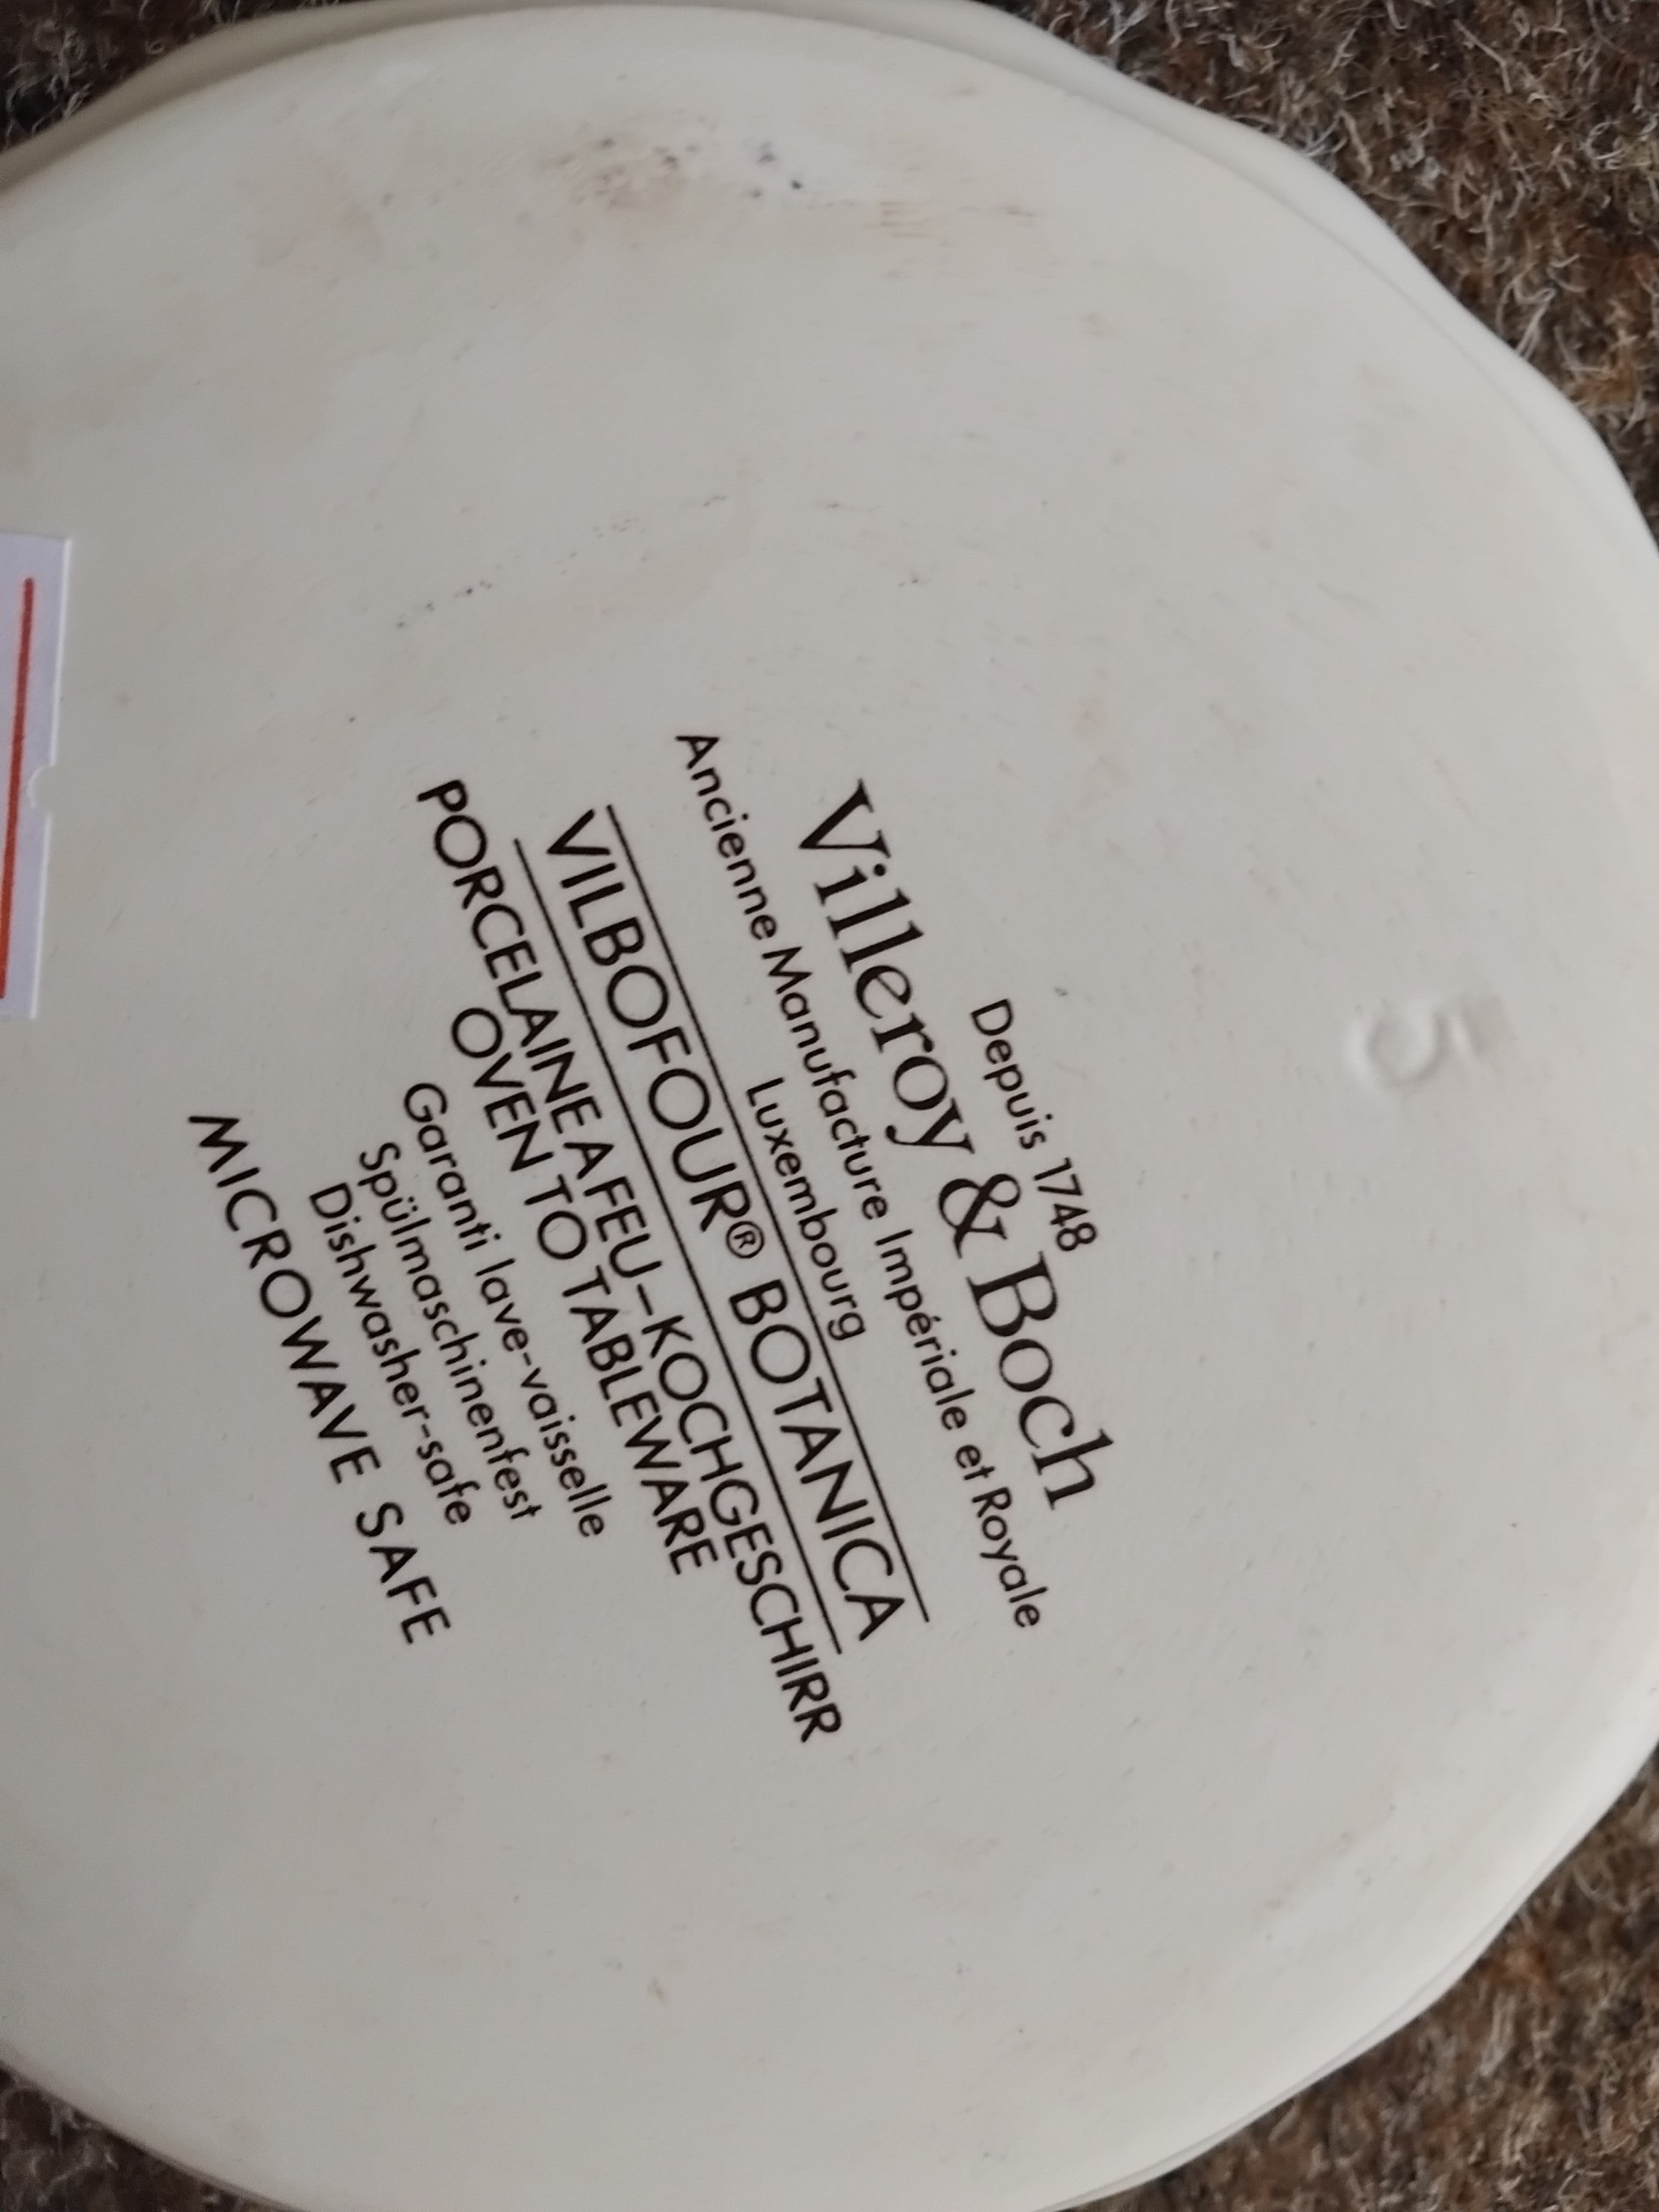 Depuis 1748
Villeroy & Boch
Ancienne Manufacture Impériale et Royale
Luxembourg
VILBOFOUR® BOTANICA
PORCELAINE A FEU-KOCHGESCHIRR
OVEN TO TABLEWARE
Garanti lave-vaisselle
Spülmaschinenfest
Dishwasher-safe
MICROWAVE SAFE
5